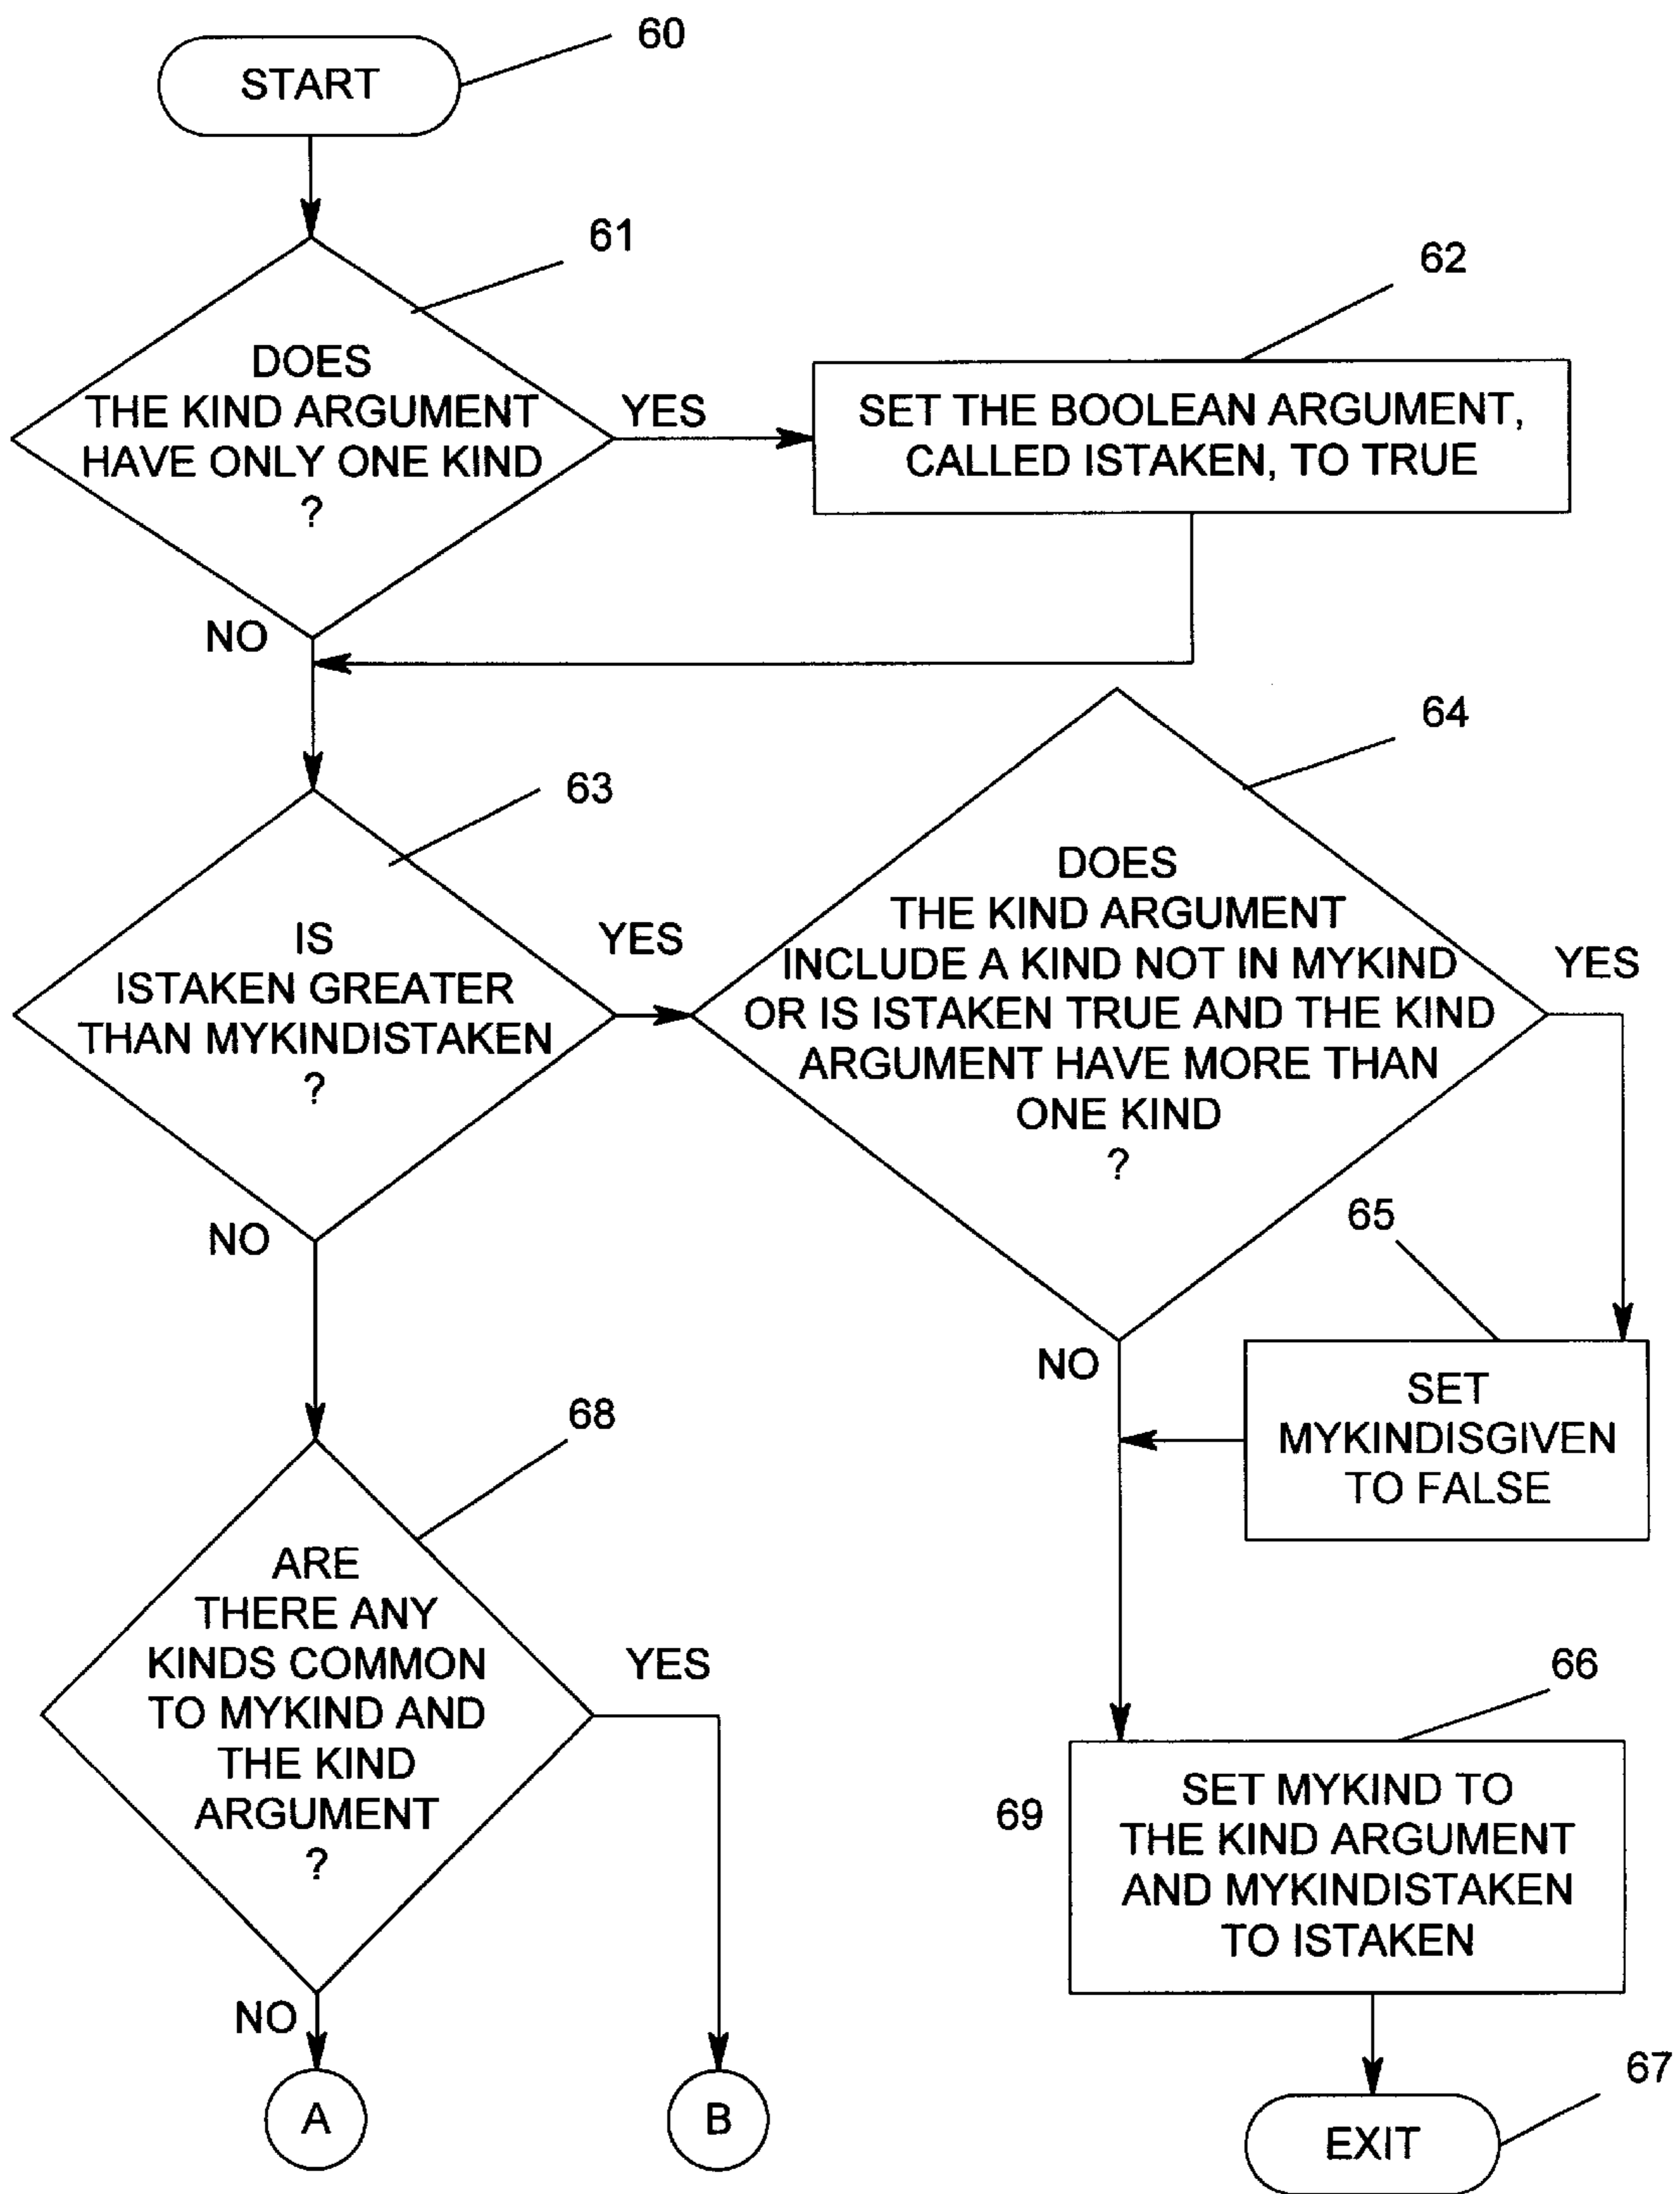 60
START
61
62
DOES
THE KIND ARGUMENT
HAVE ONLY ONE KIND
?
YES
SET THE BOOLEAN ARGUMENT,
CALLED ISTAKEN, TO TRUE
NO
63
64
IS
ISTAKEN GREATER
THAN MYKINDISTAKEN
?
YES
DOES
THE KIND ARGUMENT
INCLUDE A KIND NOT IN MYKIND
OR IS ISTAKEN TRUE AND THE KIND
ARGUMENT HAVE MORE THAN
ONE KIND
?
YES
NO
65
NO
SET
MYKINDISGIVEN
TO FALSE
68
ARE
THERE ANY
KINDS COMMON
TO MYKIND AND
THE KIND
ARGUMENT
?
YES
66
69
SET MYKIND TO
THE KIND ARGUMENT
AND MYKINDISTAKEN
TO ISTAKEN
NO
A
B
67
EXIT